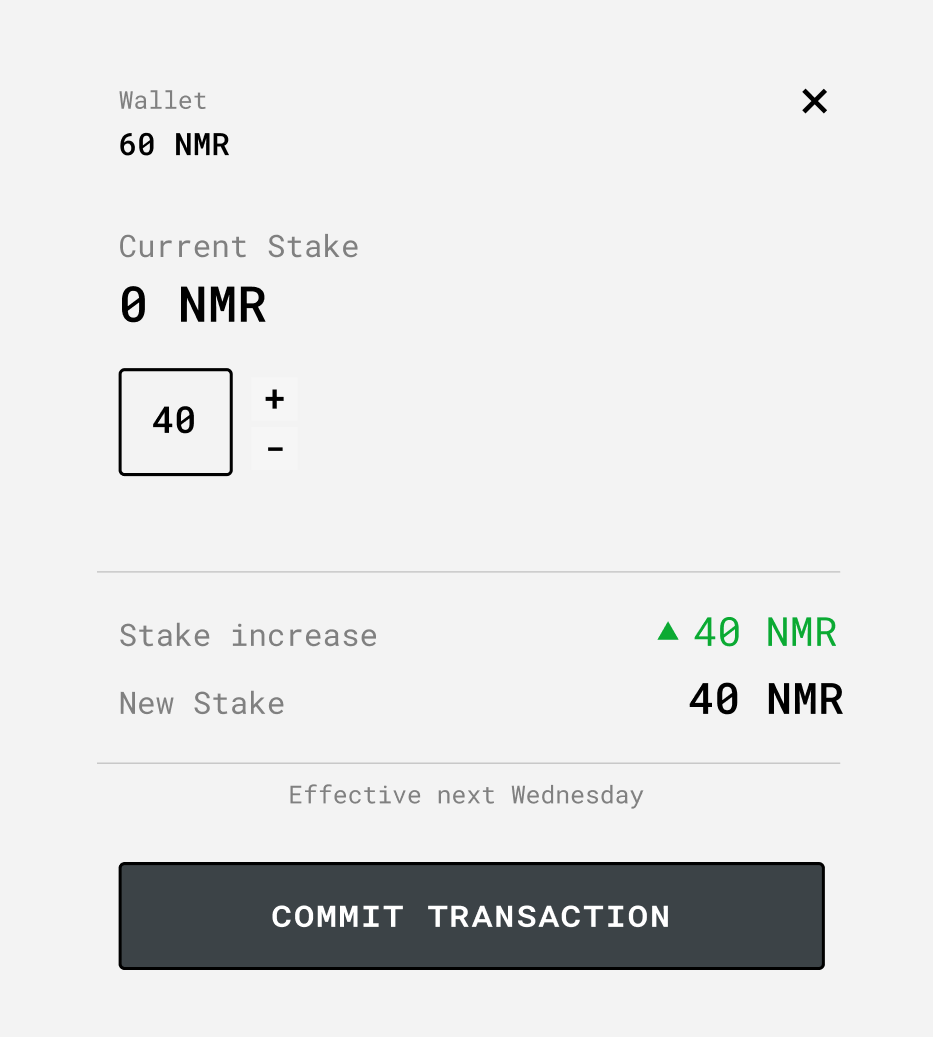 Wallet
60 NMR
Current Stake
0 NMR
40
+
-
Stake increase
▲ 40 NMR
New Stake
40 NMR
Effective next Wednesday
COMMIT TRANSACTION